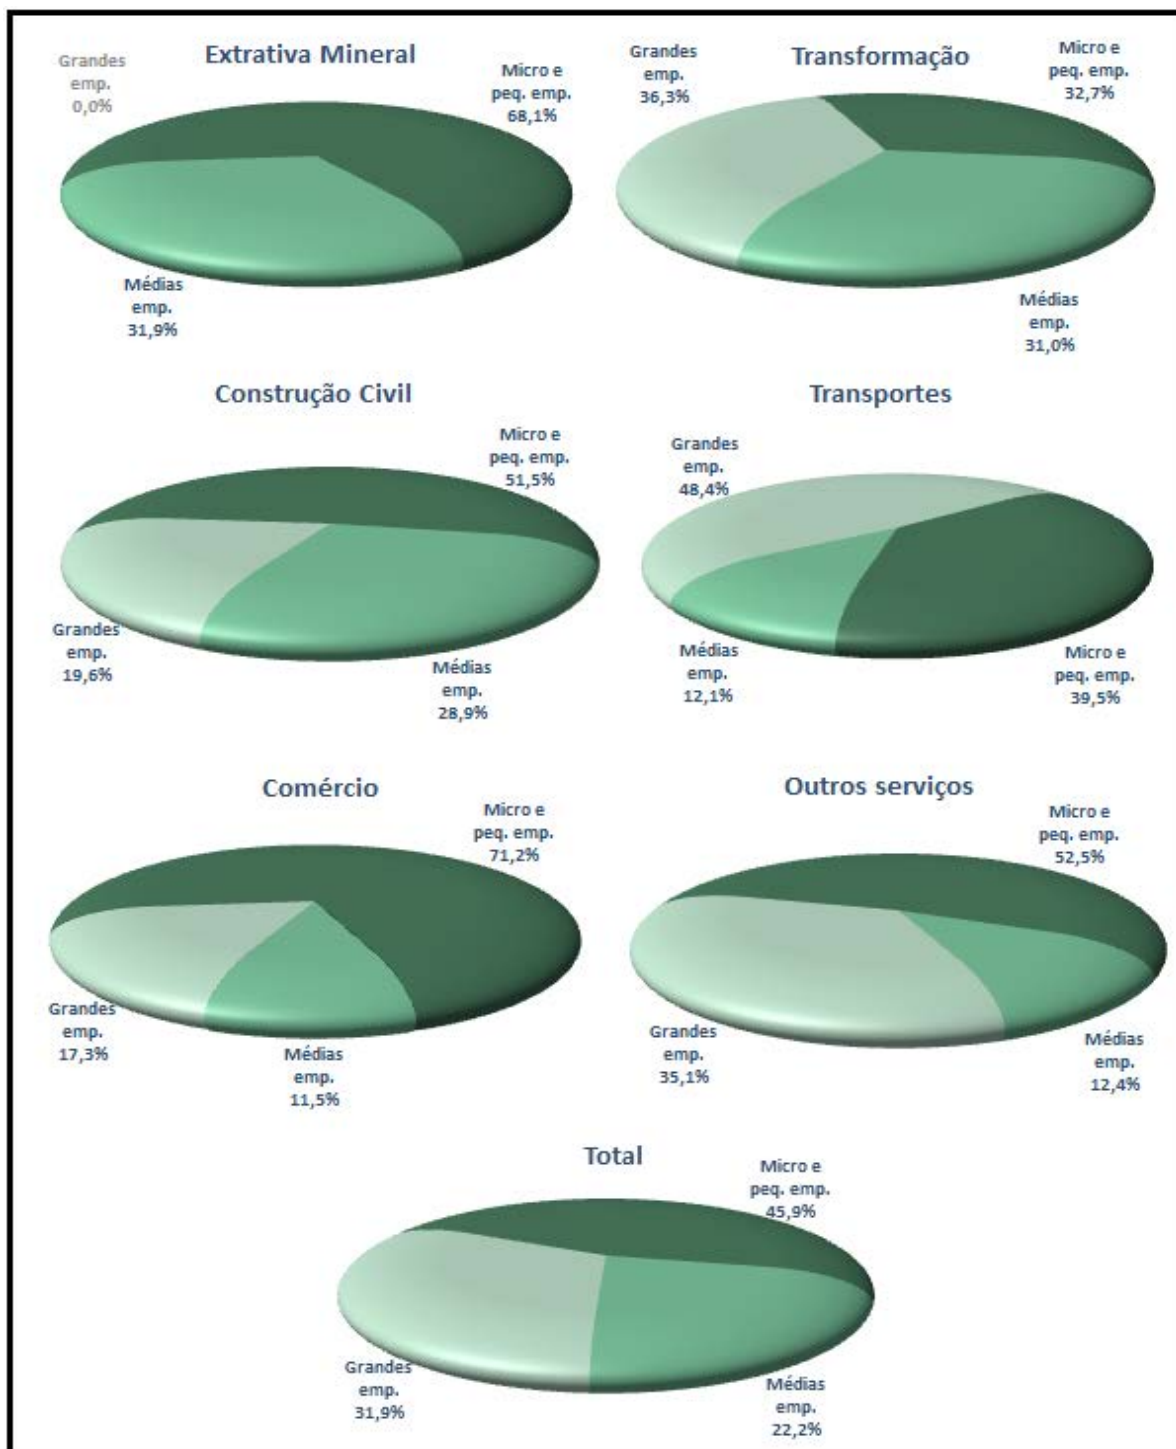 Extrativa Mineral
Grandes
emp.
0,0%
Micro e
peq. emp.
68,1%
Médias
emp.
31,9%
Transformação
Grandes
emp.
36,3%
Micro e
peq. emp.
32,7%
Médias
emp.
31,0%
Construção Civil
Micro e
peq. emp.
51,5%
Grandes
emp.
19,6%
Médias
emp.
28,9%
Transportes
Grandes
emp.
48,4%
Médias
emp.
12,1%
Micro e
peq. emp.
39,5%
Comércio
Micro e
peq. emp.
71,2%
Grandes
emp.
17,3%
Médias
emp.
11,5%
Outros serviços
Micro e
peq. emp.
52,5%
Grandes
emp.
35,1%
Médias
emp.
12,4%
Total
Micro e
peq. emp.
45,9%
Grandes
emp.
31,9%
Médias
emp.
22,2%